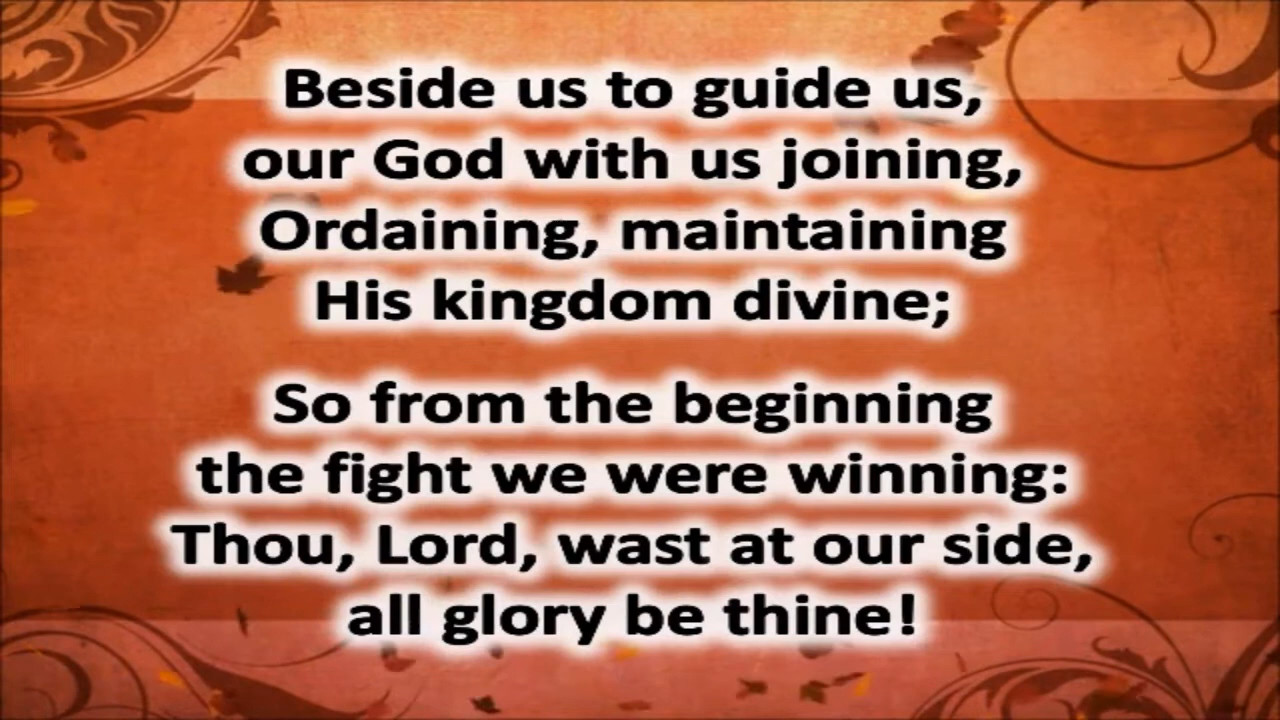 Beside us to guide us,
our God with us joining,
Ordaining, maintaining
His kingdom divine;
So from the beginning
the fight we were winning:
Thou, Lord, wast at our side,
all glory be thine!